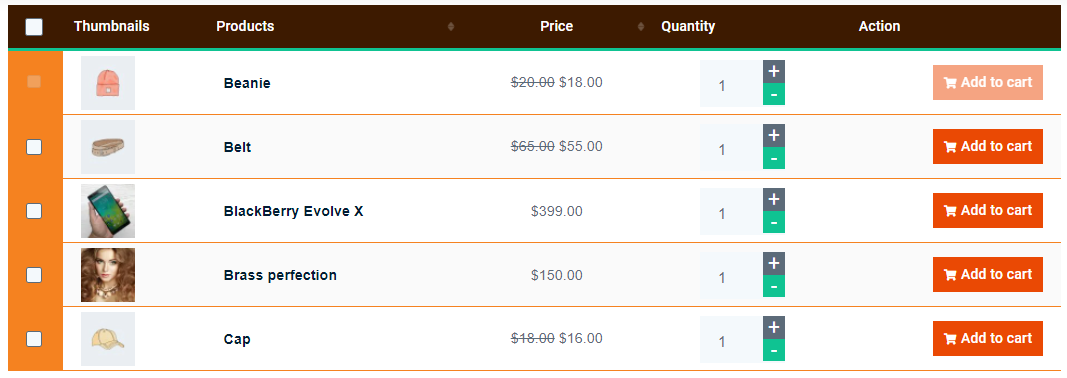 Thumbnails Products Price Quantity Action
Beanie $20.00 $18.00 1 + - Add to cart
Belt $65.00 $55.00 1 + - Add to cart
BlackBerry Evolve X $399.00 1 + - Add to cart
Brass perfection $150.00 1 + - Add to cart
Cap $18.00 $16.00 1 + - Add to cart